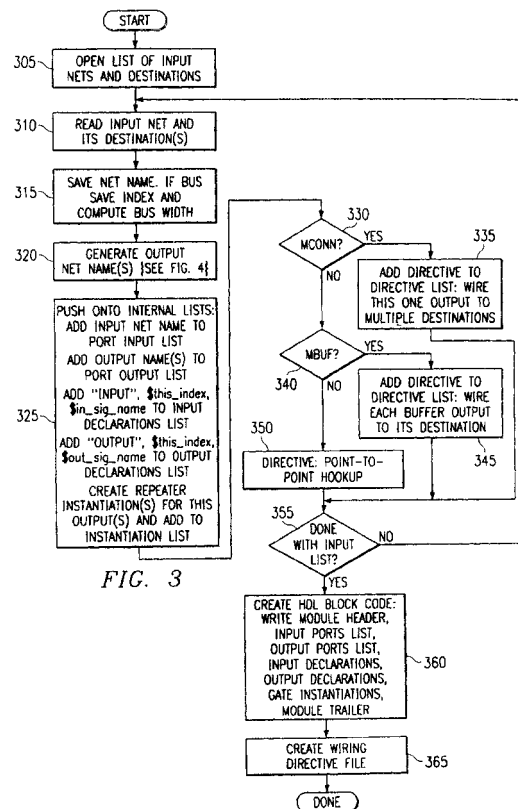 START
305
OPEN LIST OF INPUT
NETS AND DESTINATIONS
310
READ INPUT NET AND
ITS DESTINATION(S)
315
SAVE NET NAME. IF BUS
SAVE INDEX AND
COMPUTE BUS WIDTH
320
GENERATE OUTPUT
NET NAME(S) }SEE FIG. 4{
325
PUSH ONTO INTERNAL LISTS:
ADD INPUT NET NAME TO
PORT INPUT LIST
ADD OUTPUT NAME(S) TO
PORT OUTPUT LIST
ADD "INPUT", $this_index,
$in_sig_name TO INPUT
DECLARATIONS LIST
ADD "OUTPUT", $this_index,
$out_sig_name TO OUTPUT
DECLARATIONS LIST
CREATE REPEATER
INSTANTIATION(S) FOR THIS
OUTPUT(S) AND ADD TO
INSTANTIATION LIST
FIG. 3
330
MCONN?
YES
NO
335
ADD DIRECTIVE TO
DIRECTIVE LIST: WIRE
THIS ONE OUTPUT TO
MULTIPLE DESTINATIONS
MBUF?
YES
340
NO
ADD DIRECTIVE TO
DIRECTIVE LIST: WIRE
EACH BUFFER OUTPUT
TO ITS DESTINATION
345
350
DIRECTIVE: POINT-TO-
POINT HOOKUP
355
DONE
WITH INPUT
LIST?
NO
YES
CREATE HDL BLOCK CODE:
WRITE MODULE HEADER,
INPUT PORTS LIST,
OUTPUT PORTS LIST,
INPUT DECLARATIONS,
OUTPUT DECLARATIONS,
GATE INSTANTIATIONS,
MODULE TRAILER
360
CREATE WIRING
DIRECTIVE FILE
365
DONE